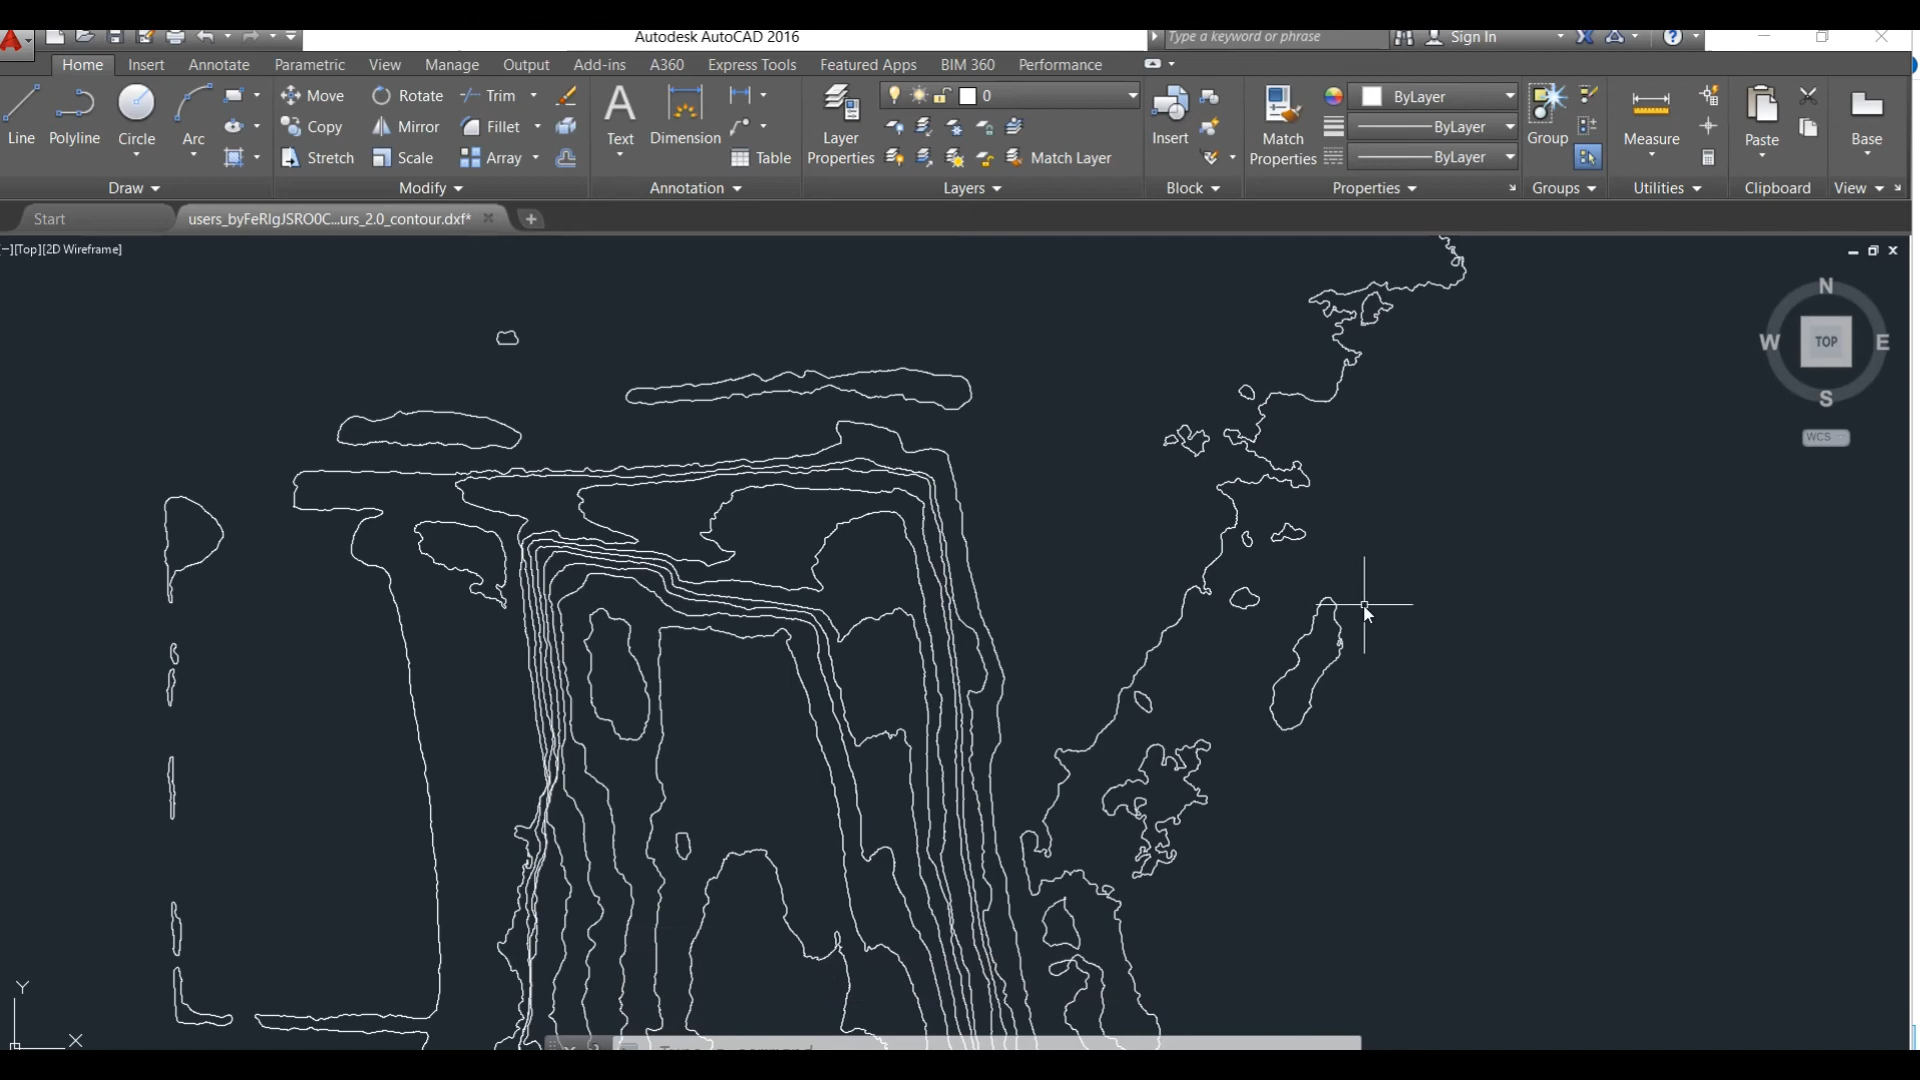 Autodesk AutoCAD 2016
Type a keyword or phrase
Sign In
Home Insert Annotate Parametric View Manage Output Add-ins A360 Express Tools Featured Apps BIM 360 Performance
Line Polyline Circle Arc
Move Rotate Trim
Copy Mirror Fillet
Stretch Scale Array
Text Dimension Table
Layer Properties
0
Match Layer
Insert
Match Properties
ByLayer
ByLayer
ByLayer
Group
Measure
Paste
Base
Draw Modify Annotation Layers Block Properties Groups Utilities Clipboard View
Start
users_byFeRIgJSRO0C...urs_2.0_contour.dxf*
[−][Top][2D Wireframe]
N
W TOP E
S
WCS
Y
X